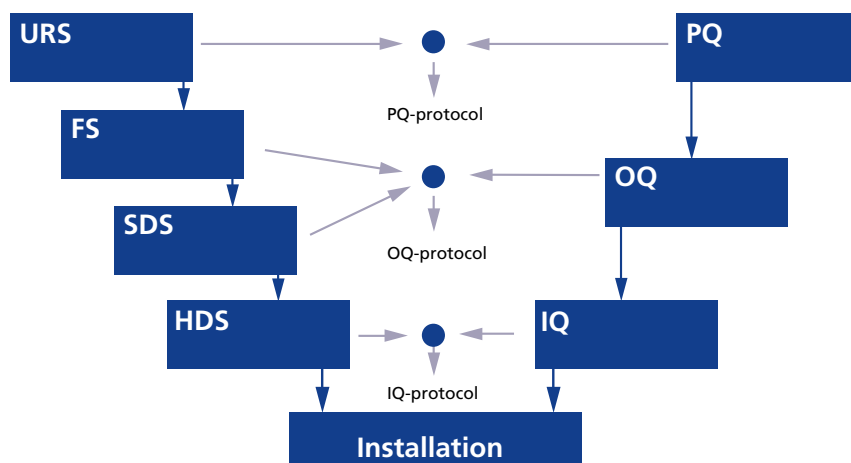 URS
PQ
PQ-protocol
FS
OQ
SDS
OQ-protocol
HDS
IQ
IQ-protocol
Installation